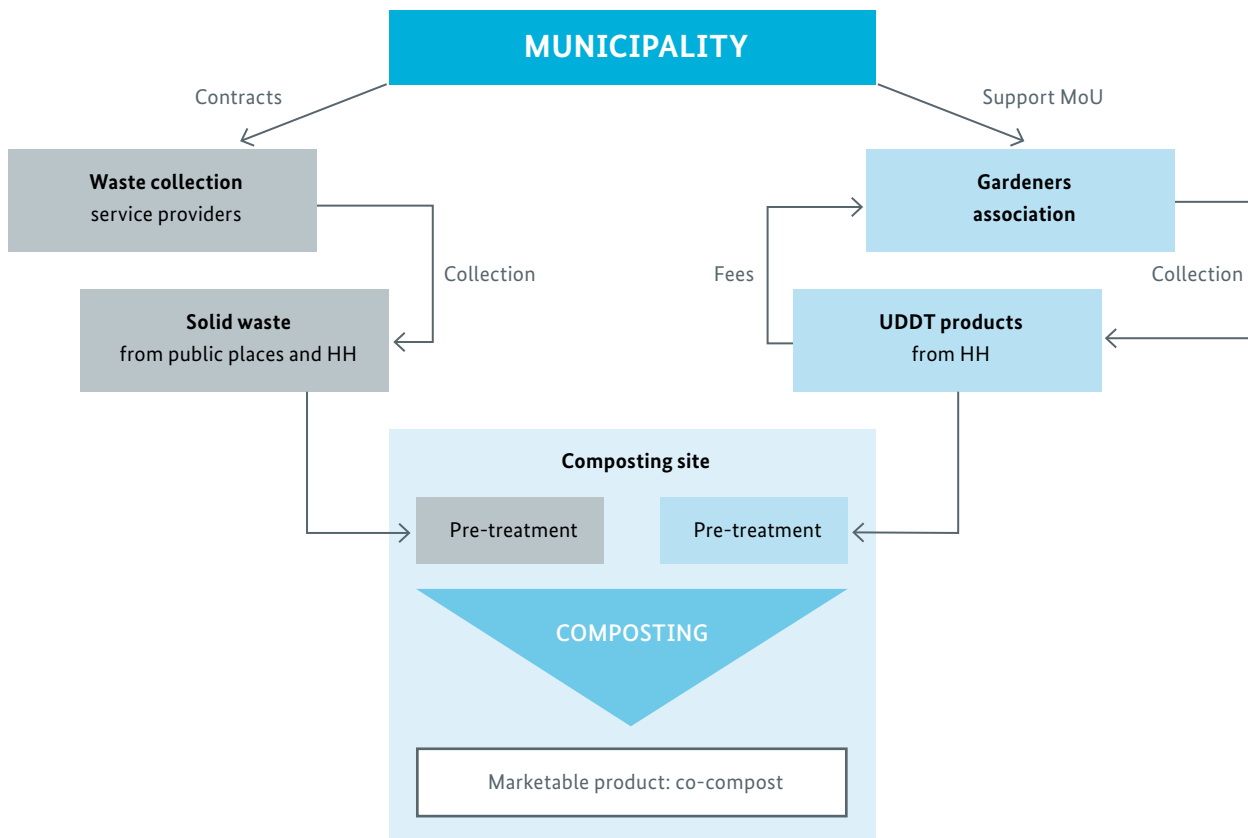 MUNICIPALITY
Contracts
Support MoU
Waste collection
service providers
Gardeners
association
Collection
Fees
Collection
Solid waste
from public places and HH
UDDT products
from HH
Composting site
Pre-treatment
Pre-treatment
COMPOSTING
Marketable product: co-compost